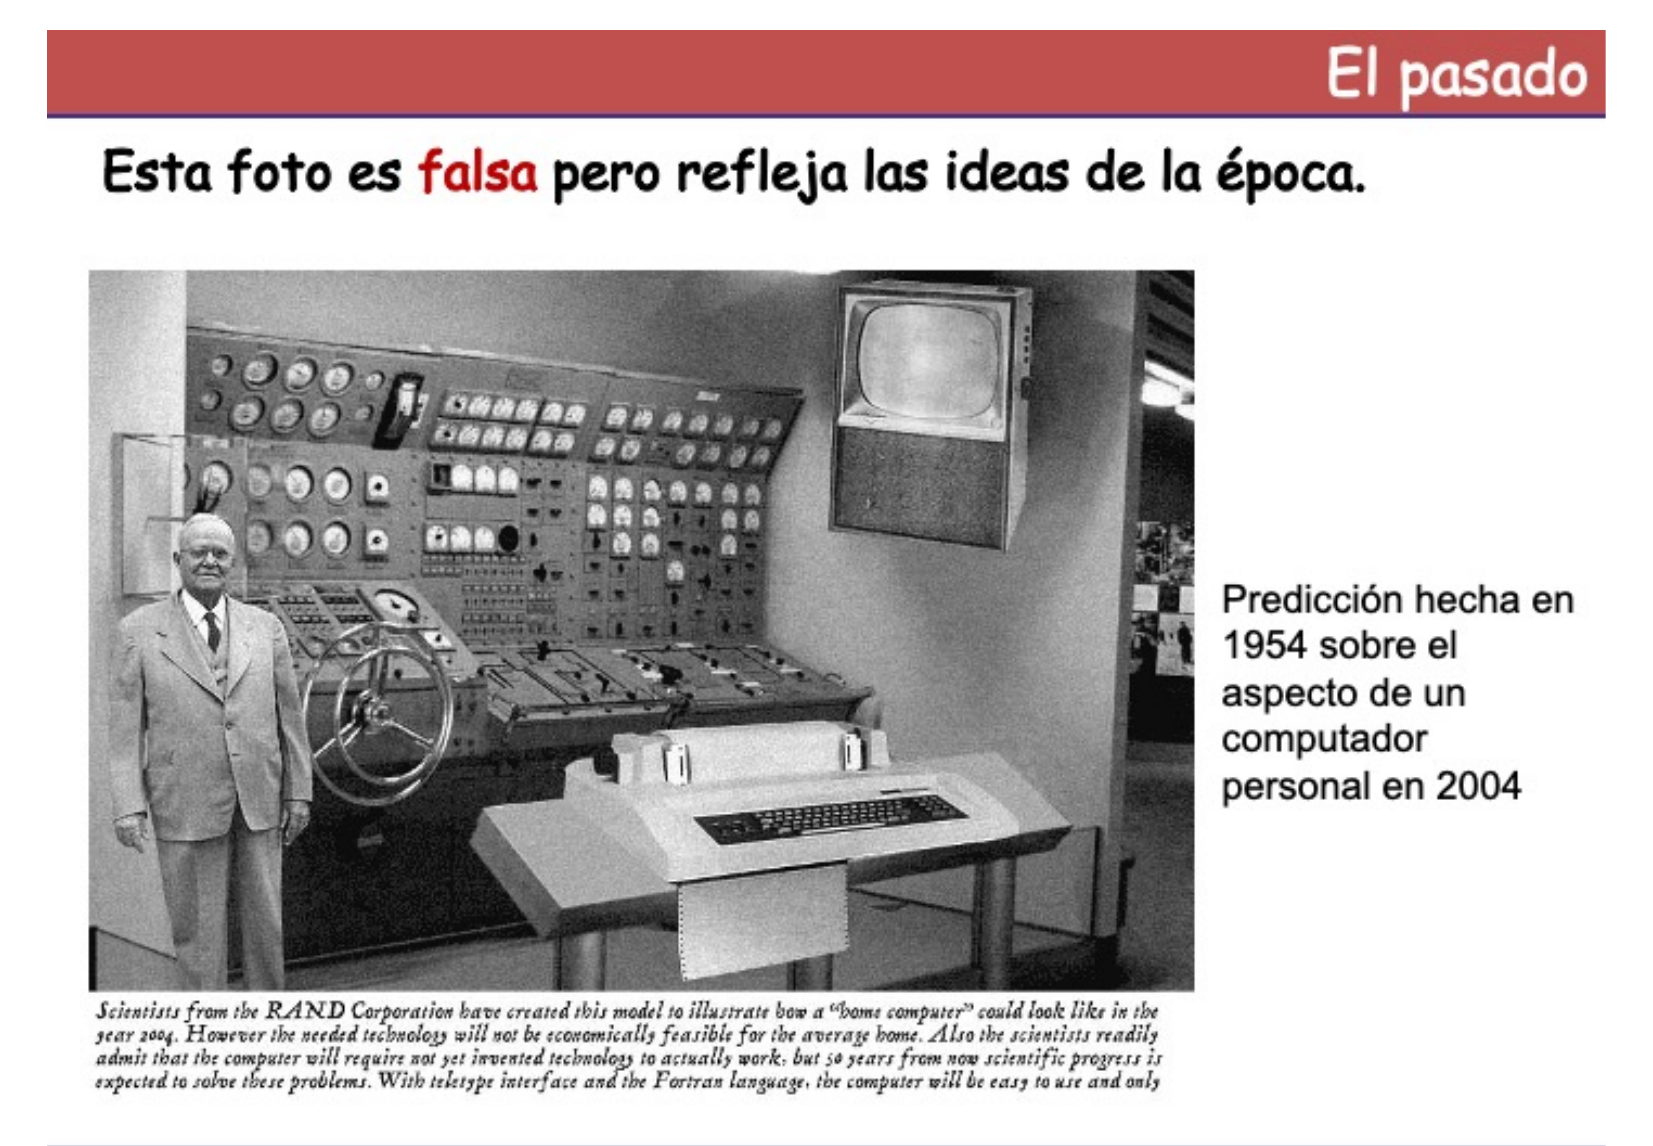 El pasado
Esta foto es falsa pero refleja las ideas de la época.
Predicción hecha en
1954 sobre el
aspecto de un
computador
personal en 2004
Scientists from the RAND Corporation have created this model to illustrate how a "home computer" could look like in the
year 2004. However the needed technology will not be economically feasible for the average home. Also the scientists readily
admit that the computer will require not yet invented technology to actually work, but 50 years from now scientific progress is
expected to solve these problems. With teletype interface and the Fortran language, the computer will be easy to use and only